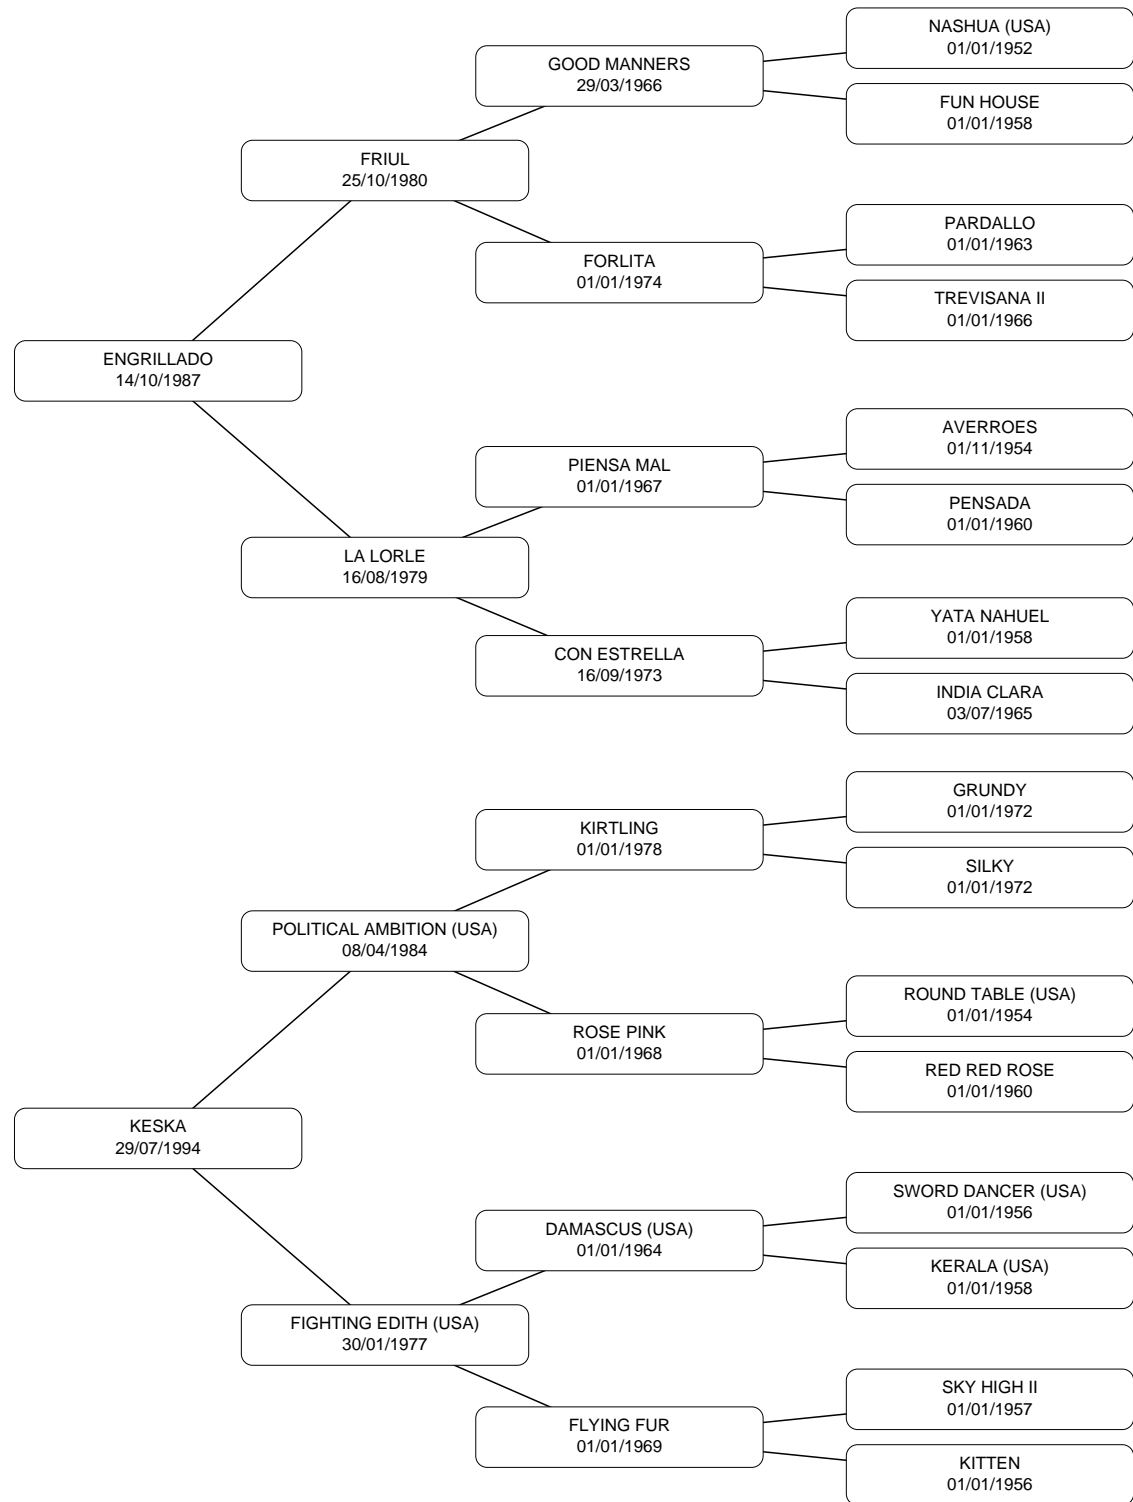 NASHUA (USA)
01/01/1952
GOOD MANNERS
29/03/1966
FUN HOUSE
01/01/1958
FRIUL
25/10/1980
PARDALLO
01/01/1963
FORLITA
01/01/1974
TREVISANA II
01/01/1966
ENGRILLADO
14/10/1987
AVERROES
01/11/1954
PIENSA MAL
01/01/1967
PENSADA
01/01/1960
LA LORLE
16/08/1979
YATA NAHUEL
01/01/1958
CON ESTRELLA
16/09/1973
INDIA CLARA
03/07/1965
GRUNDY
01/01/1972
KIRTLING
01/01/1978
SILKY
01/01/1972
POLITICAL AMBITION (USA)
08/04/1984
ROUND TABLE (USA)
01/01/1954
ROSE PINK
01/01/1968
RED RED ROSE
01/01/1960
KESKA
29/07/1994
SWORD DANCER (USA)
01/01/1956
DAMASCUS (USA)
01/01/1964
KERALA (USA)
01/01/1958
FIGHTING EDITH (USA)
30/01/1977
SKY HIGH II
01/01/1957
FLYING FUR
01/01/1969
KITTEN
01/01/1956